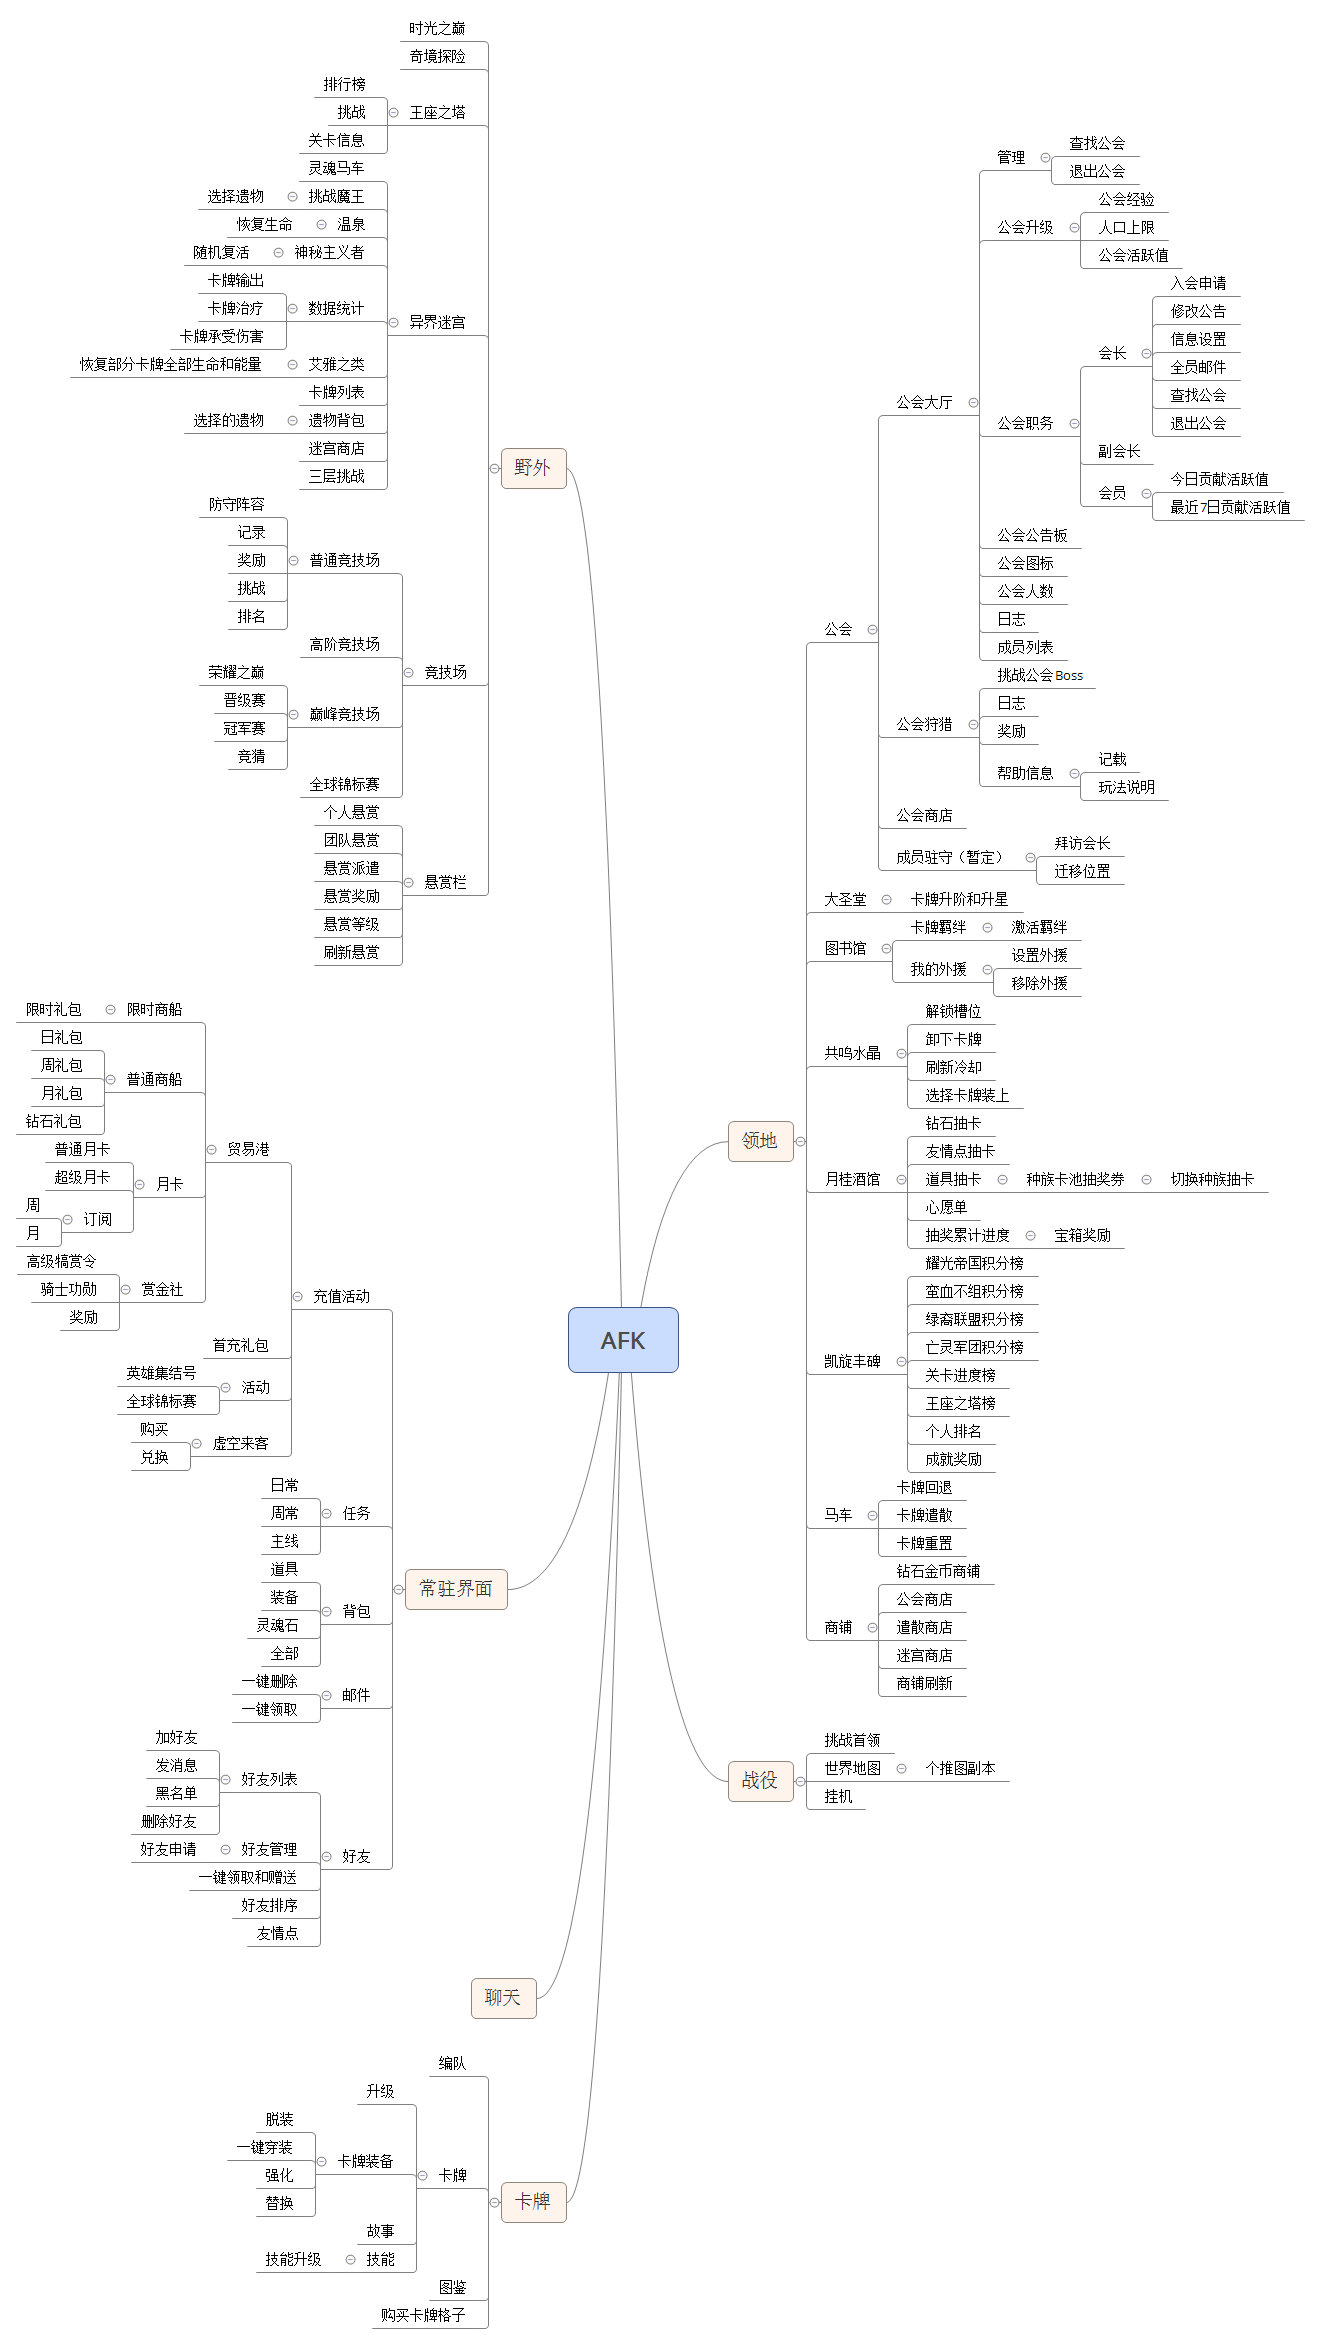 AFK
野外
时光之巅
奇境探险
王座之塔
排行榜
挑战
关卡信息
异界迷宫
灵魂马车
挑战魔王
选择遗物
温泉
恢复生命
神秘主义者
随机复活
数据统计
卡牌输出
卡牌治疗
卡牌承受伤害
艾雅之类
恢复部分卡牌全部生命和能量
卡牌列表
遗物背包
选择的遗物
迷宫商店
三层挑战
竞技场
普通竞技场
防守阵容
记录
奖励
挑战
排名
高阶竞技场
巅峰竞技场
荣耀之巅
晋级赛
冠军赛
竞猜
全球锦标赛
悬赏栏
个人悬赏
团队悬赏
悬赏派遣
悬赏奖励
悬赏等级
刷新悬赏
常驻界面
充值活动
贸易港
限时商船
限时礼包
普通商船
日礼包
周礼包
月礼包
钻石礼包
月卡
普通月卡
超级月卡
订阅
周
月
赏金社
高级犒赏令
骑士功勋
奖励
首充礼包
活动
英雄集结号
全球锦标赛
虚空来客
购买
兑换
任务
日常
周常
主线
背包
道具
装备
灵魂石
全部
邮件
一键删除
一键领取
好友
好友列表
加好友
发消息
黑名单
删除好友
好友管理
好友申请
一键领取和赠送
好友排序
友情点
聊天
卡牌
编队
卡牌
升级
卡牌装备
脱装
一键穿装
强化
替换
故事
技能
技能升级
图鉴
购买卡牌格子
领地
公会
公会大厅
管理
查找公会
退出公会
公会升级
公会经验
人口上限
公会活跃值
公会职务
会长
入会申请
修改公告
信息设置
全员邮件
查找公会
退出公会
副会长
会员
今日贡献活跃值
最近7日贡献活跃值
公会公告板
公会图标
公会人数
日志
成员列表
公会狩猎
挑战公会Boss
日志
奖励
帮助信息
记载
玩法说明
公会商店
成员驻守（暂定）
拜访会长
迁移位置
大圣堂
卡牌升阶和升星
图书馆
卡牌羁绊
激活羁绊
我的外援
设置外援
移除外援
共鸣水晶
解锁槽位
卸下卡牌
刷新冷却
选择卡牌装上
月桂酒馆
钻石抽卡
友情点抽卡
道具抽卡
种族卡池抽奖券
切换种族抽卡
心愿单
抽奖累计进度
宝箱奖励
凯旋丰碑
耀光帝国积分榜
蛮血不组积分榜
绿裔联盟积分榜
亡灵军团积分榜
关卡进度榜
王座之塔榜
个人排名
成就奖励
马车
卡牌回退
卡牌遣散
卡牌重置
商铺
钻石金币商铺
公会商店
遣散商店
迷宫商店
商铺刷新
战役
挑战首领
世界地图
个推图副本
挂机